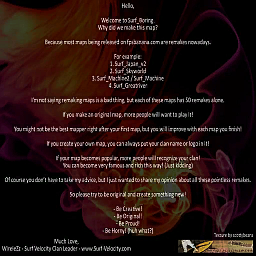 Hello,
Welcome to Surf_Boring
Why did we make this map?
Because most maps being released on fpsbanana.com are remakes nowadays.
For example:
1. Surf_Japan_v2
2. Surf_Skyworld
3. Surf_Machine2 / Surf_Machine
4. Surf_Greatriver
I'm not saying remaking maps is a bad thing, but each of these maps has 50 remakes alone.
If you make an original map, more people will want to play it!
You might not be the best mapper right after your first map, but you will improve with each map you finish!
If you create your own map, you can always put your clan name or logo in it!
If your map becomes popular, more people will recognize your clan!
You can become very famous and rich this way! (Just kidding)
Of course you don't have to take my advice, but I just wanted to share my opinion about all these pointless remakes.
So please try to be original and create something new!
- Be Creative!
- Be Original!
- Be Proud!
- Be Horny! (huh what?)
Much Love,
WIreleZz - Surf Velocity Clan Leader - www.Surf-Velocity.com
Texture by